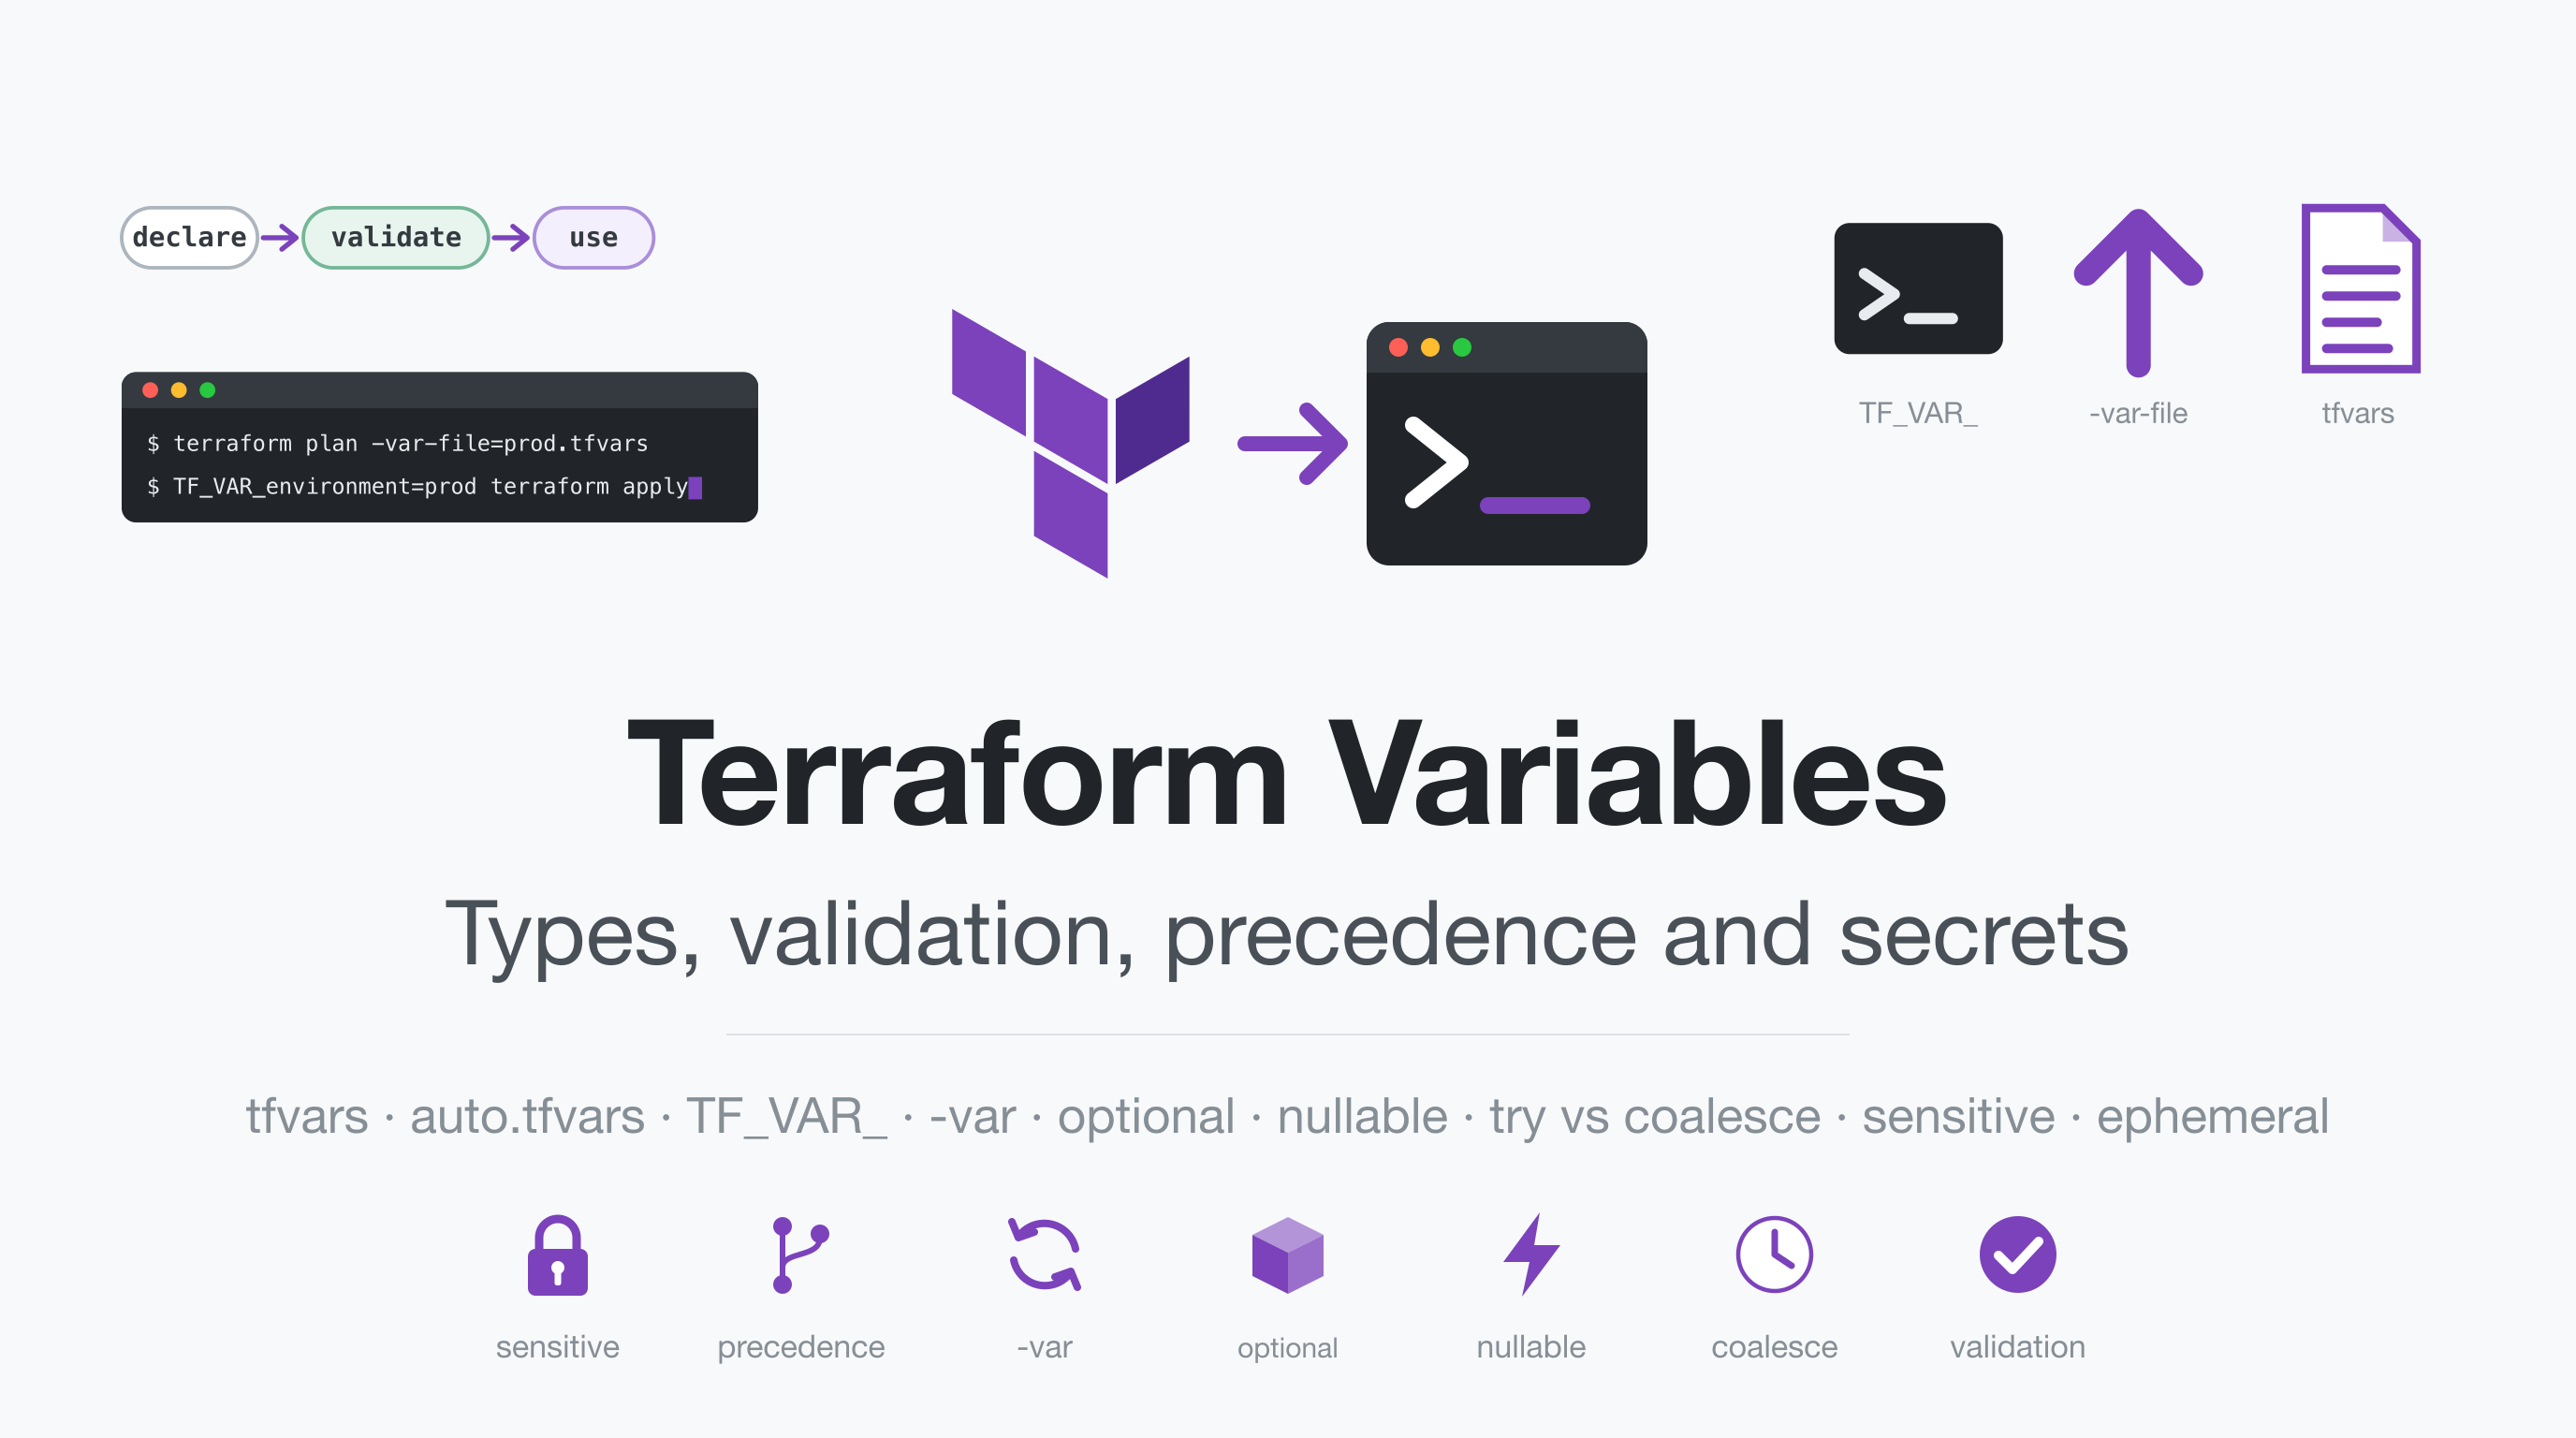 declare validate use
$ terraform plan -var-file=prod.tfvars
$ TF_VAR_environment=prod terraform apply
>_
>_
TF_VAR_ -var-file tfvars
Terraform Variables
Types, validation, precedence and secrets
tfvars · auto.tfvars · TF_VAR_ · -var · optional · nullable · try vs coalesce · sensitive · ephemeral
sensitive precedence -var optional nullable coalesce validation